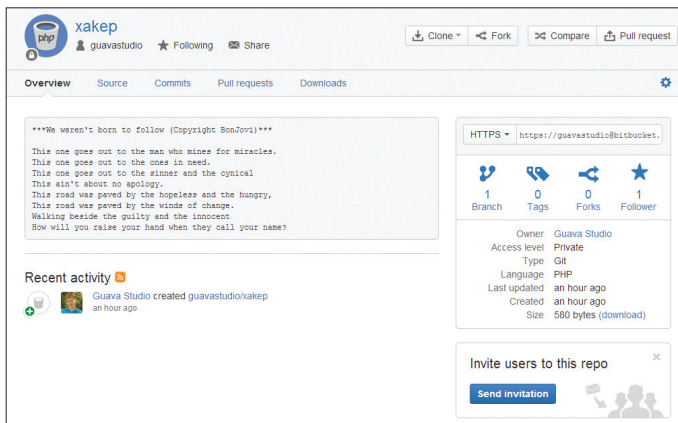 php
xakep
guavastudio Following Share
Clone Fork Compare Pull request
Overview Source Commits Pull requests Downloads
***We weren't born to follow (Copyright BonJovi)***
This one goes out to the man who mines for miracles.
This one goes out to the ones in need.
This one goes out to the sinner and the cynical
This ain't about no apology.
This road was paved by the hopeless and the hungry,
This road was paved by the winds of change.
Walking beside the guilty and the innocent
How will you raise your hand when they call your name?
Recent activity
Guava Studio created guavastudio/xakep
an hour ago
HTTPS https://guavastudio@bitbucket.
1 0 0 1
Branch Tags Forks Follower
Owner Guava Studio
Access level Private
Type Git
Language PHP
Last updated an hour ago
Created an hour ago
Size 580 bytes (download)
Invite users to this repo
Send invitation